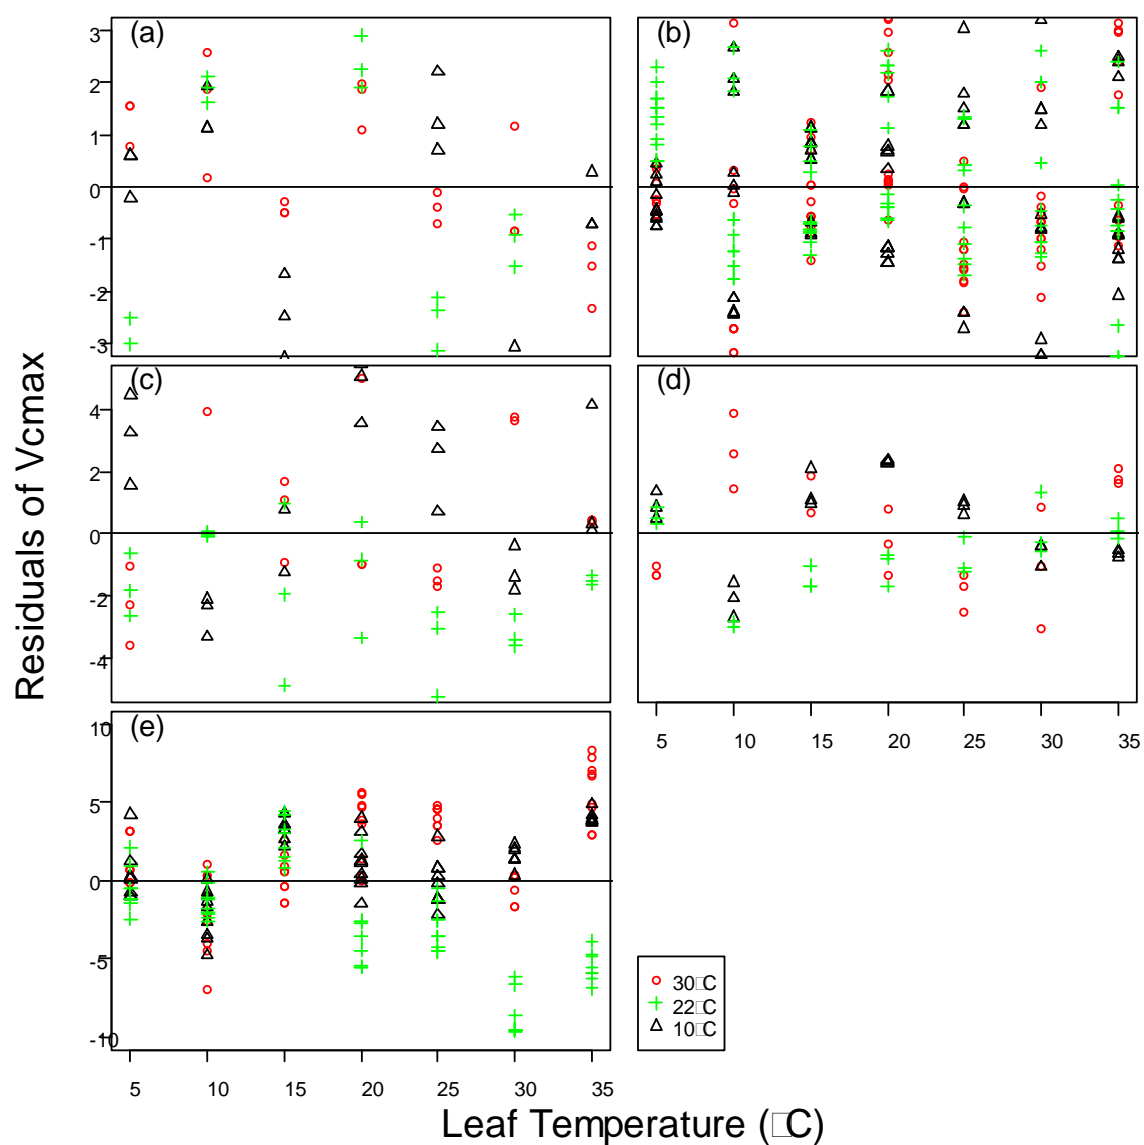 (a)
3
2
1
0
-1
-2
-3
(b)
Residuals of Vcmax
(c)
4
2
0
-2
-4
(d)
5 10 15 20 25 30 35
(e)
10
5
0
-5
-10
30□C
22□C
10□C
5 10 15 20 25 30 35
Leaf Temperature (□C)